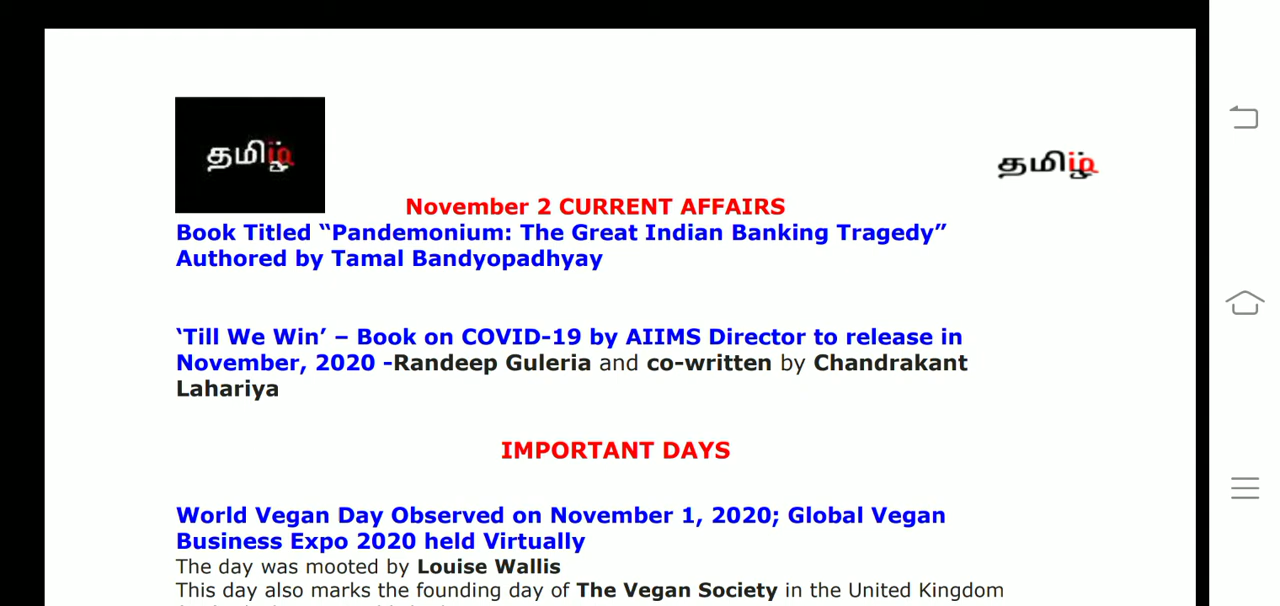 தமிழ்
தமிழ்
November 2 CURRENT AFFAIRS
Book Titled “Pandemonium: The Great Indian Banking Tragedy”
Authored by Tamal Bandyopadhyay
‘Till We Win’ – Book on COVID-19 by AIIMS Director to release in
November, 2020 -Randeep Guleria and co-written by Chandrakant
Lahariya
IMPORTANT DAYS
World Vegan Day Observed on November 1, 2020; Global Vegan
Business Expo 2020 held Virtually
The day was mooted by Louise Wallis
This day also marks the founding day of The Vegan Society in the United Kingdom